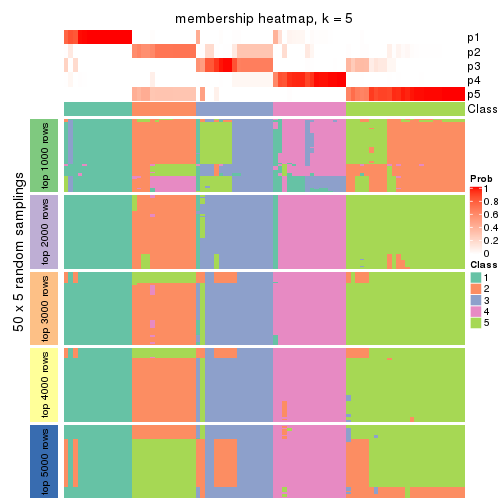 membership heatmap, k = 5
p1
p2
p3
p4
p5
Class
50 x 5 random samplings
top 1000 rows
top 2000 rows
top 3000 rows
top 4000 rows
top 5000 rows
Prob
1
0.8
0.6
0.4
0.2
0
Class
1
2
3
4
5